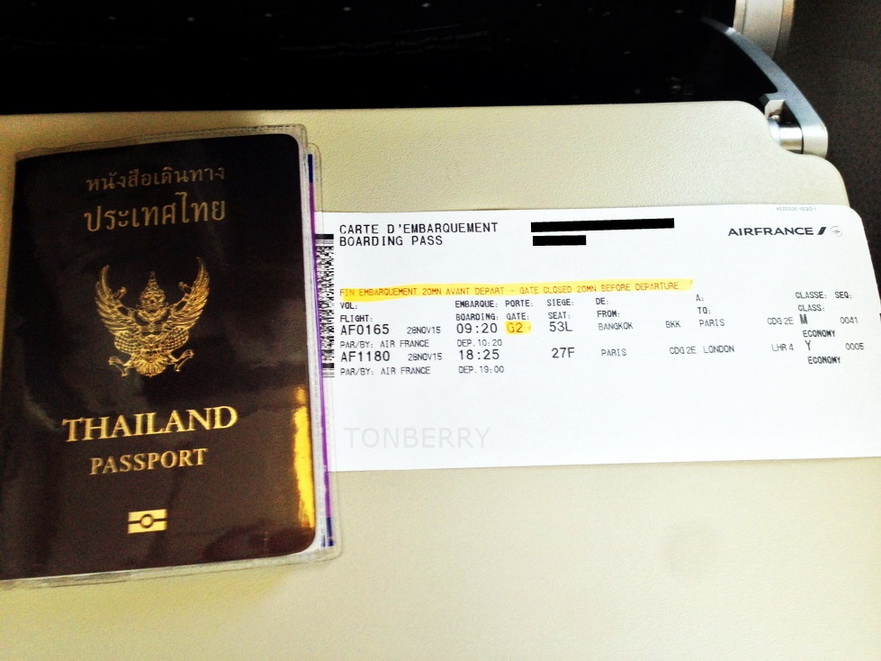 หนังสือเดินทาง
ประเทศไทย
THAILAND
PASSPORT
CARTE D'EMBARQUEMENT
BOARDING PASS
AIRFRANCE
FIN EMBARQUEMENT 20MN AVANT DEPART - GATE CLOSED 20MN BEFORE DEPARTURE
VOL: EMBARQUE: PORTE: SIEGE: DE: A: CLASSE: SEQ:
FLIGHT: BOARDING: GATE: SEAT: FROM: TO: CLASS:
AF0165 28NOV15 09:20 G2 53L BANGKOK BKK PARIS CDG 2E M 0041
ECONOMY
PAR/BY: AIR FRANCE DEP. 10:20
AF1180 28NOV15 18:25 27F PARIS CDG 2E LONDON LHR 4 Y 0005
ECONOMY
PAR/BY: AIR FRANCE DEP. 19:00
TONBERRY